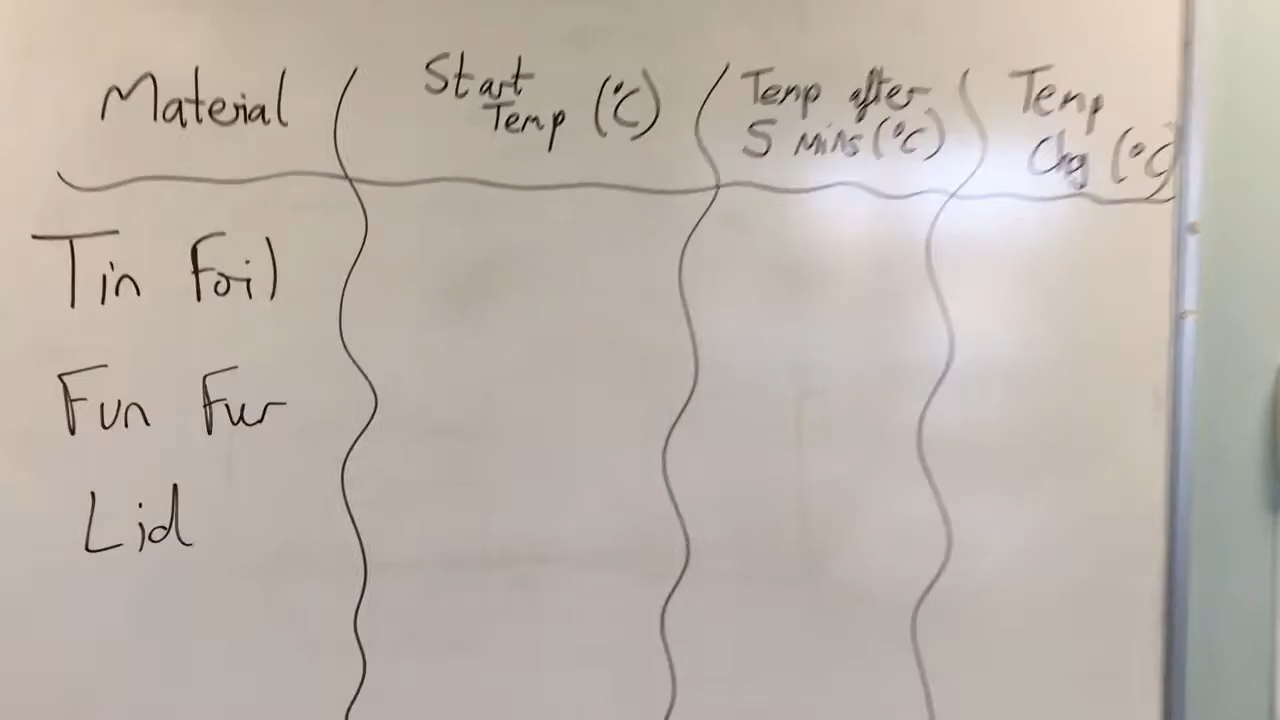 Material
Start
Temp (°C)
Temp after
5 mins (°C)
Temp
Chg (°C)
Tin Foil
Fun Fur
Lid